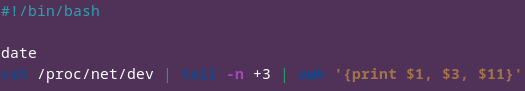 #!/bin/bash
date
cat /proc/net/dev | tail -n +3 | awk '{print $1, $3, $11}'